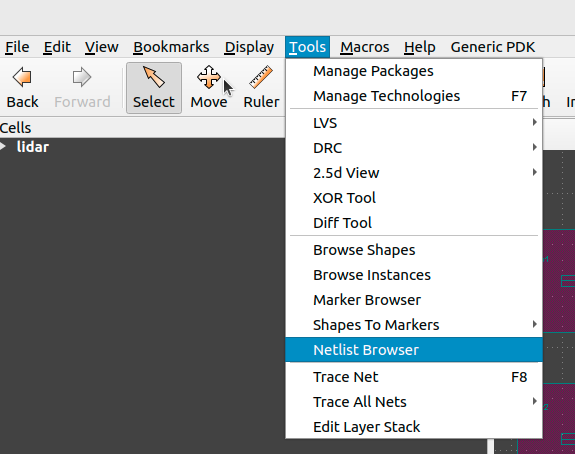 File Edit View Bookmarks Display Tools Macros Help Generic PDK
Back Forward Select Move Ruler
Cells
lidar
Manage Packages
Manage Technologies F7
LVS
DRC
2.5d View
XOR Tool
Diff Tool
Browse Shapes
Browse Instances
Marker Browser
Shapes To Markers
Netlist Browser
Trace Net F8
Trace All Nets
Edit Layer Stack